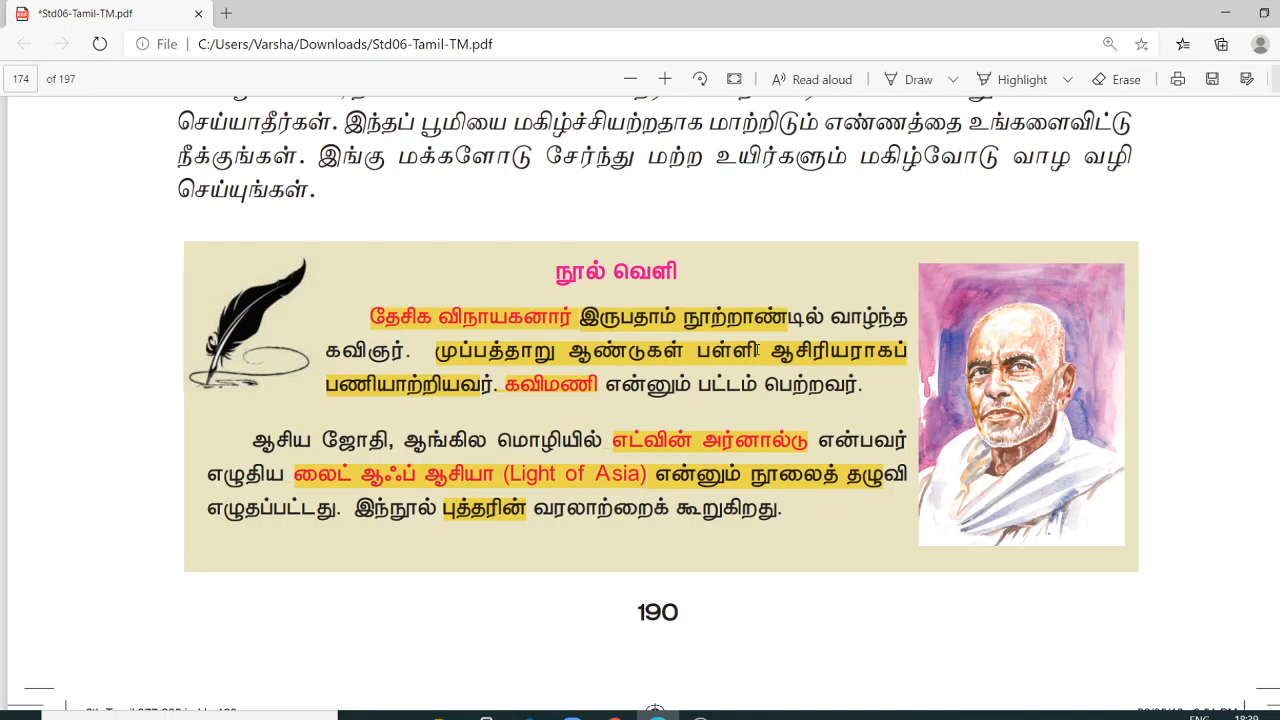 *Std06-Tamil-TM.pdf
File
C:/Users/Varsha/Downloads/Std06-Tamil-TM.pdf
174 of 197
Read aloud
Draw
Highlight
Erase
செய்யாதீர்கள். இந்தப் பூமியை மகிழ்ச்சியற்றதாக மாற்றிடும் எண்ணத்தை உங்களைவிட்டு
நீக்குங்கள். இங்கு மக்களோடு சேர்ந்து மற்ற உயிர்களும் மகிழ்வோடு வாழ வழி
செய்யுங்கள்.
நூல் வெளி
தேசிக விநாயகனார் இருபதாம் நூற்றாண்டில் வாழ்ந்த
கவிஞர். முப்பத்தாறு ஆண்டுகள் பள்ளி ஆசிரியராகப்
பணியாற்றியவர். கவிமணி என்னும் பட்டம் பெற்றவர்.
ஆசிய ஜோதி, ஆங்கில மொழியில் எட்வின் அர்னால்டு என்பவர்
எழுதிய லைட் ஆஃப் ஆசியா (Light of Asia) என்னும் நூலைத் தழுவி
எழுதப்பட்டது. இந்நூல் புத்தரின் வரலாற்றைக் கூறுகிறது.
190
ENG
18:39